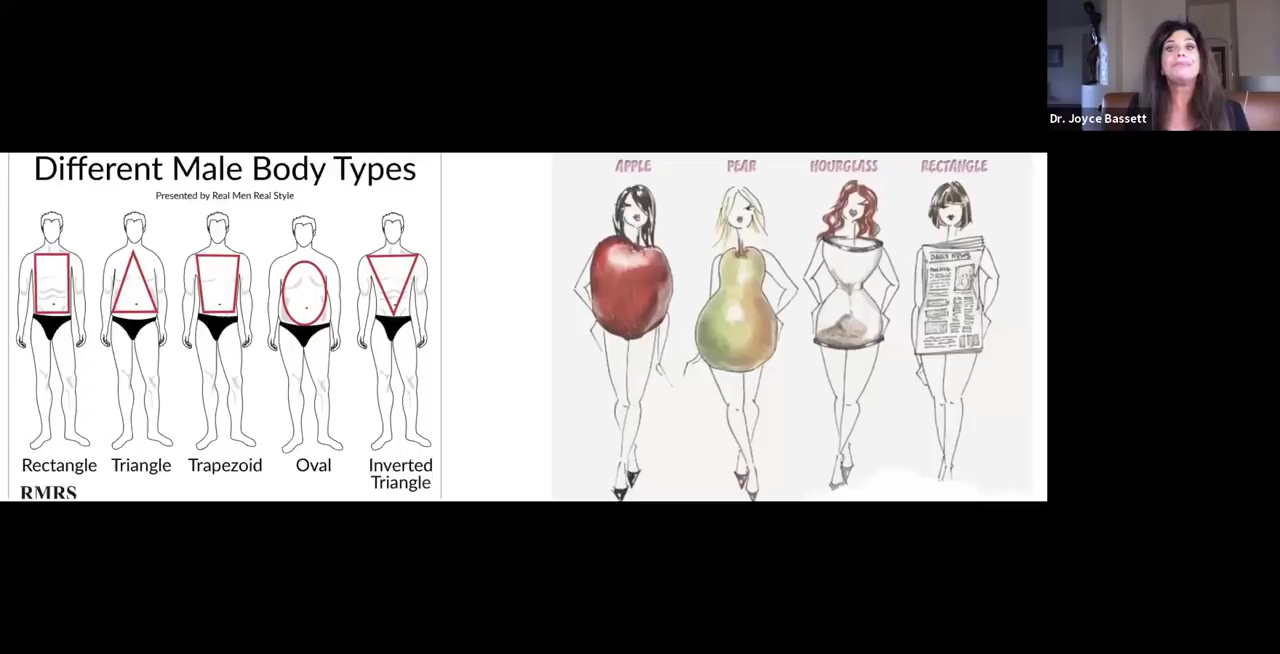 Dr. Joyce Bassett
Different Male Body Types
Presented by Real Men Real Style
Rectangle
Triangle
Trapezoid
Oval
Inverted
Triangle
RMRS
APPLE
PEAR
HOURGLASS
RECTANGLE
DAILY NEWS